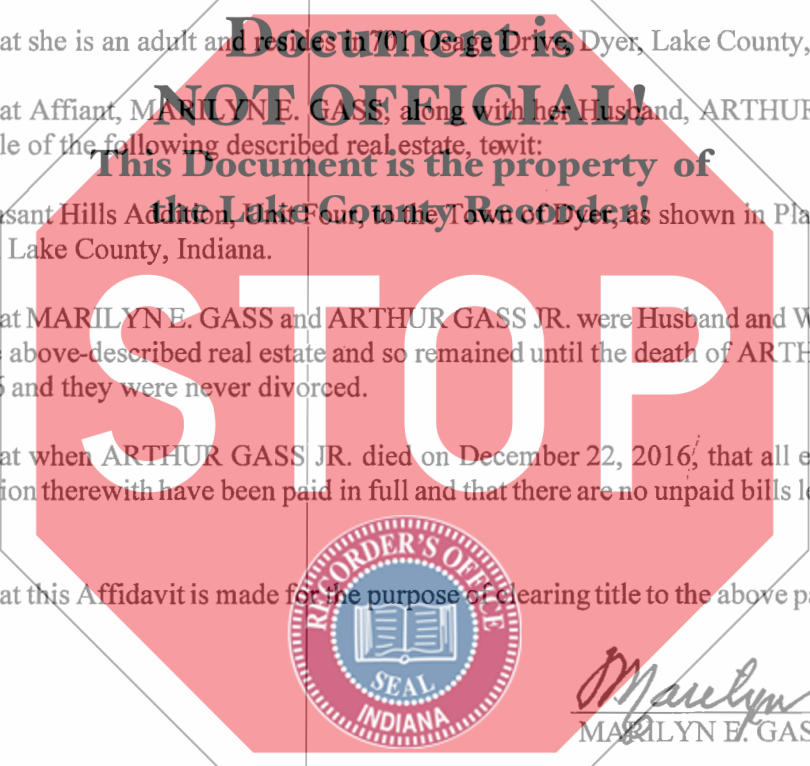 at she is an adult and resides in 701 Osage Drive, Dyer, Lake County,
Document is
at Affiant, MARILYN E. GASS, along with her Husband, ARTHUR
NOT OFFICIAL!
le of the following described real estate, towit:
This Document is the property of
the Lake County Recorder!
sant Hills Addition, Unit Four, to the Town of Dyer, as shown in Pla
Lake County, Indiana.
STOP
at MARILYN E. GASS and ARTHUR GASS JR. were Husband and W
above-described real estate and so remained until the death of ARTH
and they were never divorced.
at when ARTHUR GASS JR. died on December 22, 2016, that all e
ion therewith have been paid in full and that there are no unpaid bills le
at this Affidavit is made for the purpose of clearing title to the above pa
RECORDER'S OFFICE
SEAL
INDIANA
Marilyn
MARILYN E. GAS